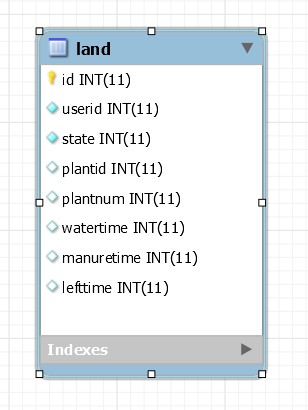 land
id INT(11)
userid INT(11)
state INT(11)
plantid INT(11)
plantnum INT(11)
watertime INT(11)
manuretime INT(11)
lefttime INT(11)
Indexes